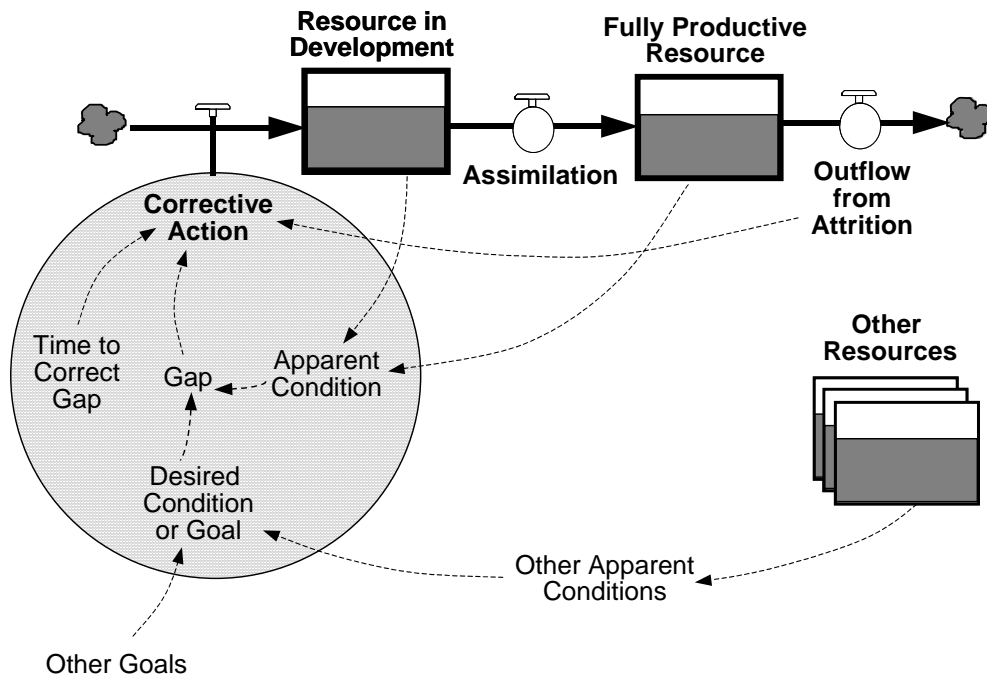 Resource in
Development
Fully Productive
Resource
Assimilation
Outflow
from
Attrition
Corrective
Action
Time to
Correct
Gap
Gap
Apparent
Condition
Other
Resources
Desired
Condition
or Goal
Other Apparent
Conditions
Other Goals